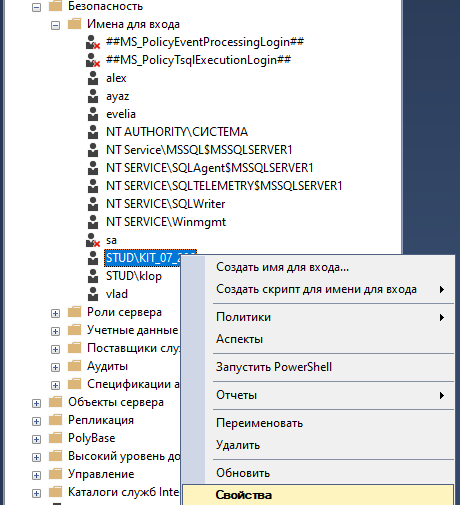 Безопасность
Имена для входа
##MS_PolicyEventProcessingLogin##
##MS_PolicyTsqlExecutionLogin##
alex
ayaz
evelia
NT AUTHORITY\СИСТЕМА
NT Service\MSSQL$MSSQLSERVER1
NT SERVICE\SQLAgent$MSSQLSERVER1
NT SERVICE\SQLTELEMETRY$MSSQLSERVER1
NT SERVICE\SQLWriter
NT SERVICE\Winmgmt
sa
STUD\KIT_07_
STUD\klop
vlad
Роли сервера
Учетные данные
Поставщики слу
Аудиты
Спецификации а
Объекты сервера
Репликация
PolyBase
Высокий уровень до
Управление
Каталоги служб Inte
Создать имя для входа...
Создать скрипт для имени для входа
Политики
Аспекты
Запустить PowerShell
Отчеты
Переименовать
Удалить
Обновить
Свойства